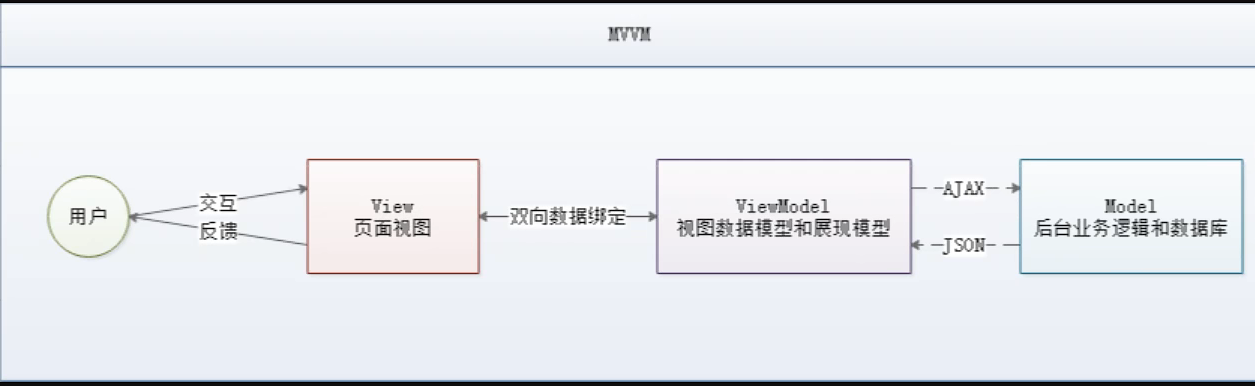 MVVM
用户
交互
反馈
View
页面视图
双向数据绑定
ViewModel
视图数据模型和展现模型
AJAX
JSON
Model
后台业务逻辑和数据库